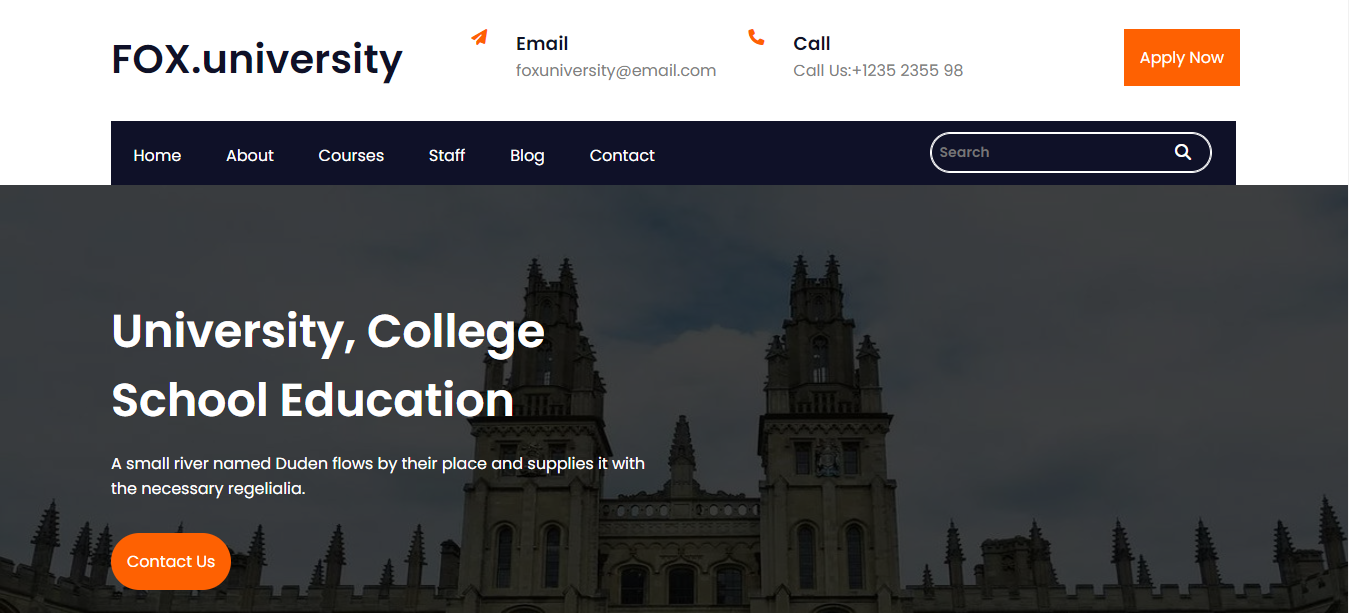 FOX.university
Email
foxuniversity@email.com
Call
Call Us:+1235 2355 98
Apply Now
Home About Courses Staff Blog Contact
Search
University, College
School Education
A small river named Duden flows by their place and supplies it with
the necessary regelialia.
Contact Us